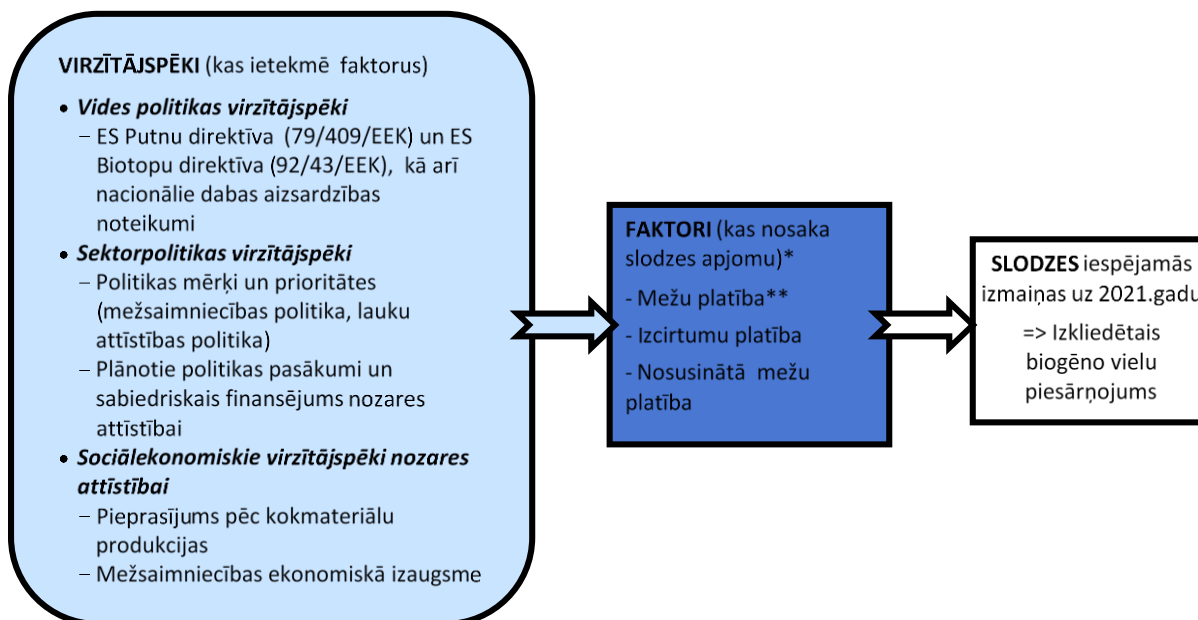 VIRZĪTĀJSPĒKI (kas ietekmē faktorus)
• Vides politikas virzītājspēki
– ES Putnu direktīva (79/409/EEK) un ES
Biotopu direktīva (92/43/EEK), kā arī
nacionālie dabas aizsardzības
noteikumi
• Sektorpolitikas virzītājspēki
– Politikas mērķi un prioritātes
(mežsaimniecības politika, lauku
attīstības politika)
– Plānotie politikas pasākumi un
sabiedriskais finansējums nozares
attīstībai
• Sociālekonomiskie virzītājspēki nozares
attīstībai
– Pieprasījums pēc kokmateriālu
produkcijas
– Mežsaimniecības ekonomiskā izaugsme
FAKTORI (kas nosaka
slodzes apjomu)*
- Mežu platība**
- Izcirtumu platība
- Nosusinātā mežu
platība
SLODZES iespējamās
izmaiņas uz 2021.gadu
=> Izkliedētais
biogēno vielu
piesārņojums